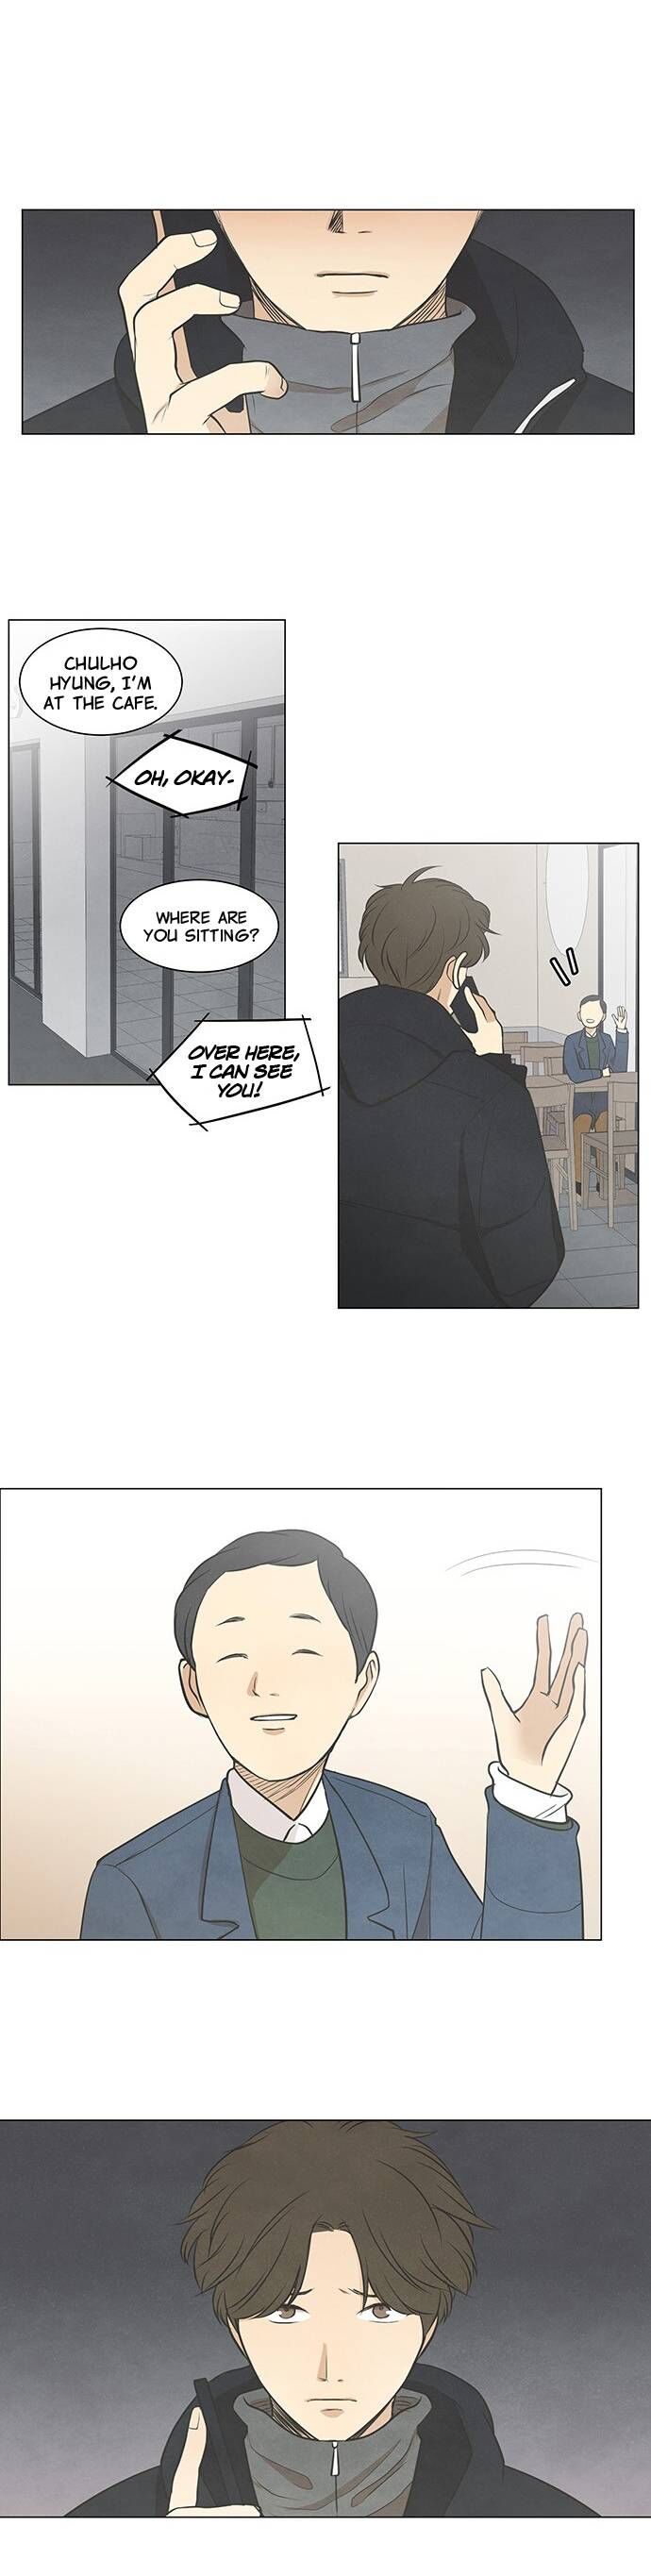 CHULHO
HYUNG, I'M
AT THE CAFE.
OH, OKAY-
WHERE ARE
YOU SITTING?
OVER HERE,
I CAN SEE
YOU!